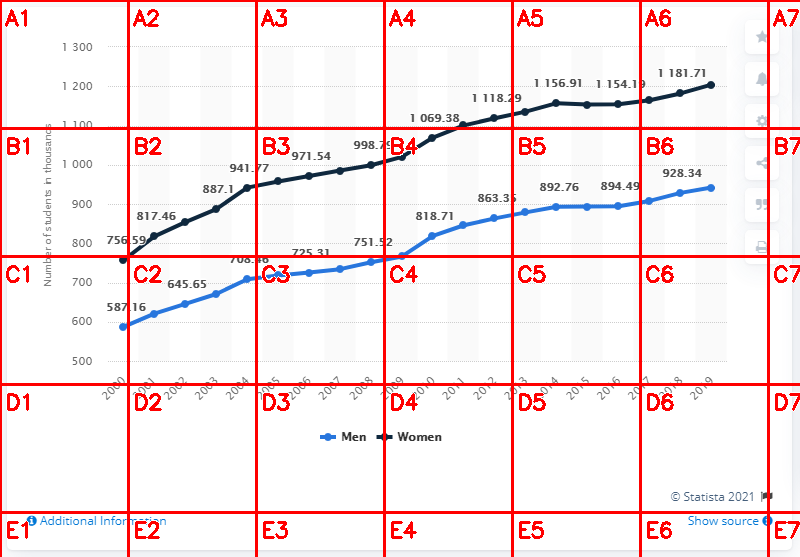 A1 A2 A3 A4 A5 A6 A7
1 300
1 200
1 100
1 000
900
800
700
600
500
Number of students in thousands
756.59 817.46 887.1 941.77 971.54 998.79 1 069.38 1 118.29 1 156.91 1 154.19 1 181.71
B1 B2 B3 B4 B5 B6 B7
587.16 645.65 708.46 725.31 751.52 818.71 863.35 892.76 894.49 928.34
C1 C2 C3 C4 C5 C6 C7
2000 2001 2002 2003 2004 2005 2006 2007 2008 2009 2010 2011 2012 2013 2014 2015 2016 2017 2018 2019
D1 D2 D3 D4 D5 D6 D7
Men Women
© Statista 2021
Additional Information
Show source
E1 E2 E3 E4 E5 E6 E7